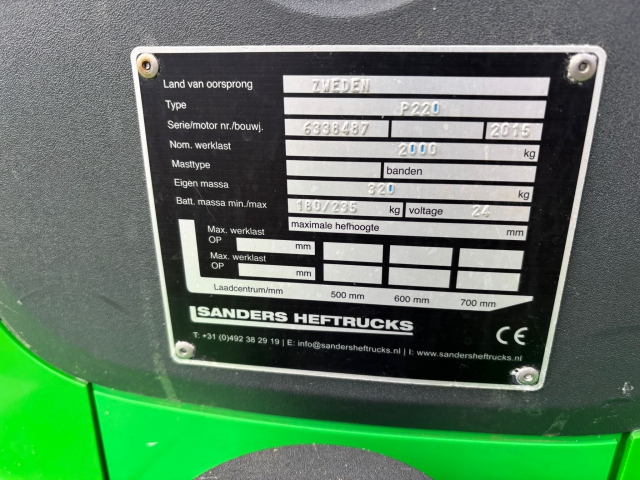 Land van oorsprong ZWEDEN
Type P220
Serie/motor nr./bouwj. 6338487 2015
Nom. werklast 2000 kg
Masttype banden
Eigen massa 320 kg
Batt. massa min./max 180/235 kg voltage 24
maximale hefhoogte mm
Max. werklast
OP mm
Max. werklast
OP mm
Laadcentrum/mm 500 mm 600 mm 700 mm
SANDERS HEFTRUCKS
CE
T: +31 (0)492 38 29 19 | E: info@sandersheftrucks.nl | I: www.sandersheftrucks.nl